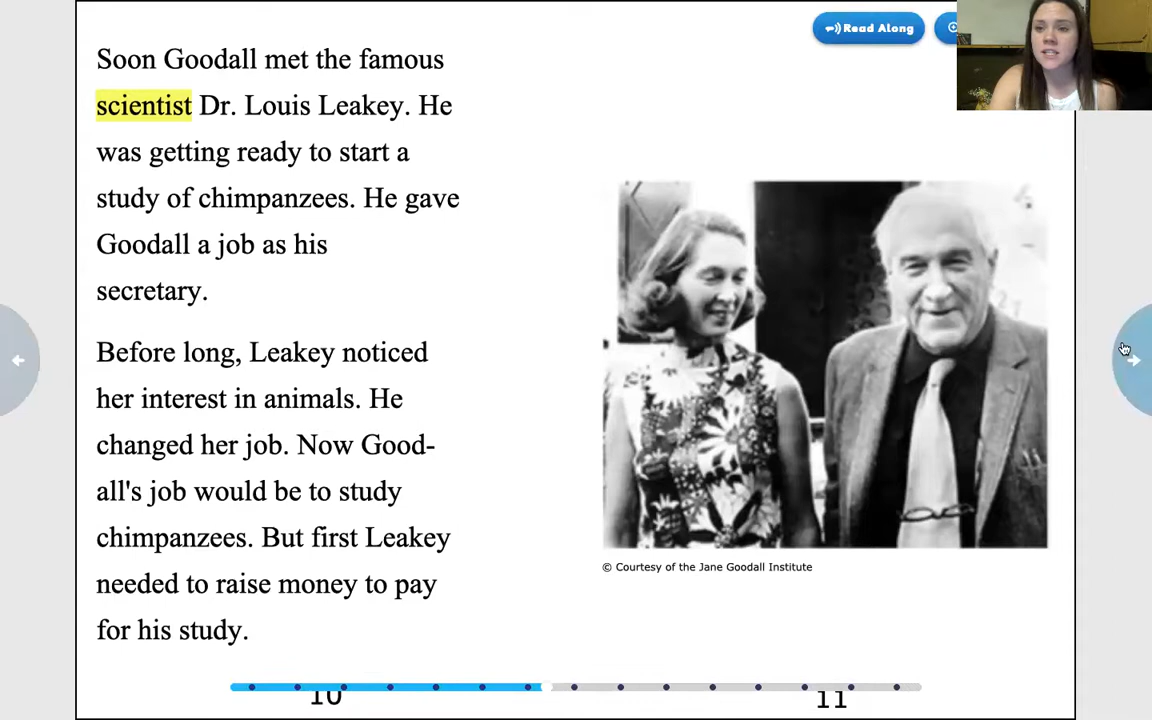 Read Along
Soon Goodall met the famous
scientist Dr. Louis Leakey. He
was getting ready to start a
study of chimpanzees. He gave
Goodall a job as his
secretary.
Before long, Leakey noticed
her interest in animals. He
changed her job. Now Good-
all's job would be to study
chimpanzees. But first Leakey
needed to raise money to pay
for his study.
© Courtesy of the Jane Goodall Institute
10
11